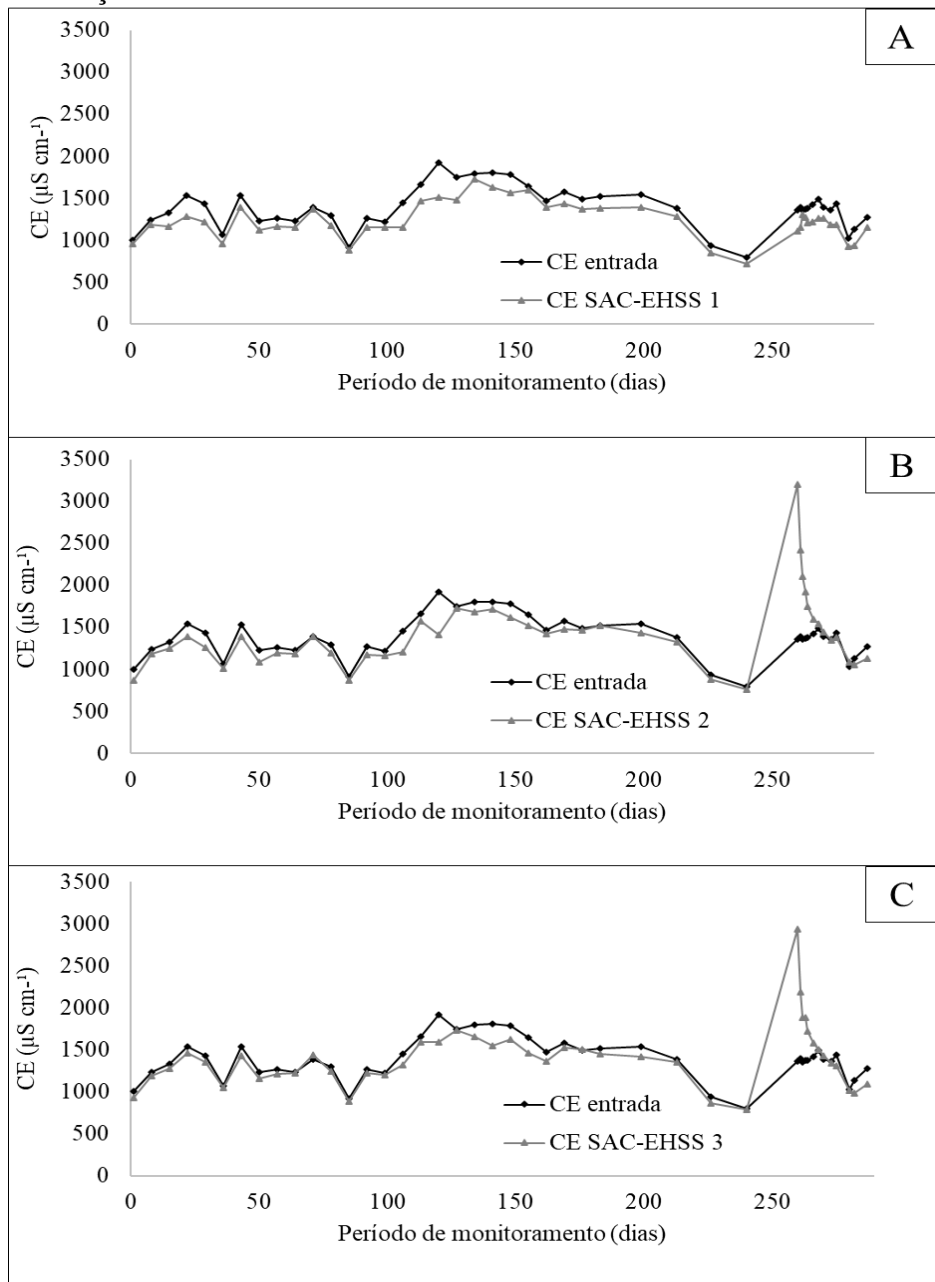 A
3500
3000
2500
2000
1500
1000
500
0
CE (µS cm-¹)
CE entrada
CE SAC-EHSS 1
0 50 100 150 200 250
Período de monitoramento (dias)
B
3500
3000
2500
2000
1500
1000
500
0
CE (µS cm-¹)
CE entrada
CE SAC-EHSS 2
0 50 100 150 200 250
Período de monitoramento (dias)
C
3500
3000
2500
2000
1500
1000
500
0
CE (µS cm-¹)
CE entrada
CE SAC-EHSS 3
0 50 100 150 200 250
Período de monitoramento (dias)